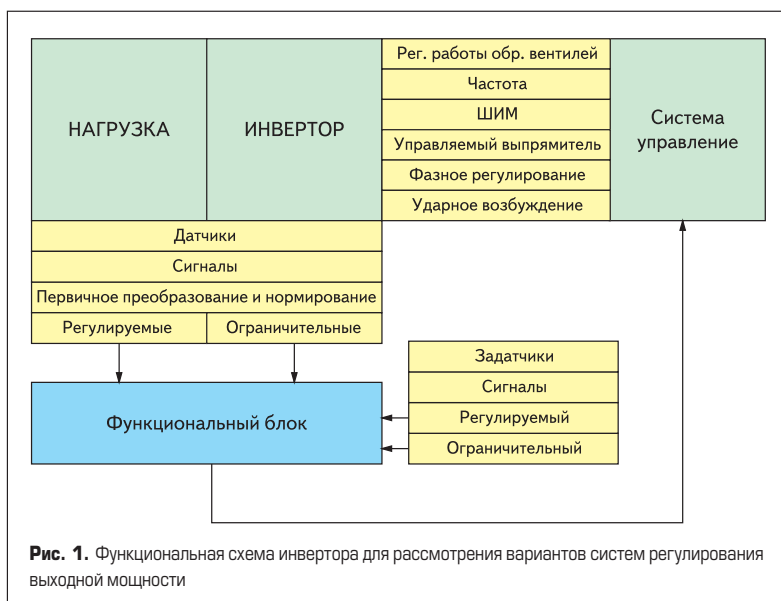 НАГРУЗКА
ИНВЕРТОР
Рег. работы обр. вентилей
Частота
ШИМ
Управляемый выпрямитель
Фазное регулирование
Ударное возбуждение
Система
управление
Датчики
Сигналы
Первичное преобразование и нормирование
Регулируемые
Ограничительные
Функциональный блок
Задатчики
Сигналы
Регулируемый
Ограничительный
Рис. 1. Функциональная схема инвертора для рассмотрения вариантов систем регулирования
выходной мощности